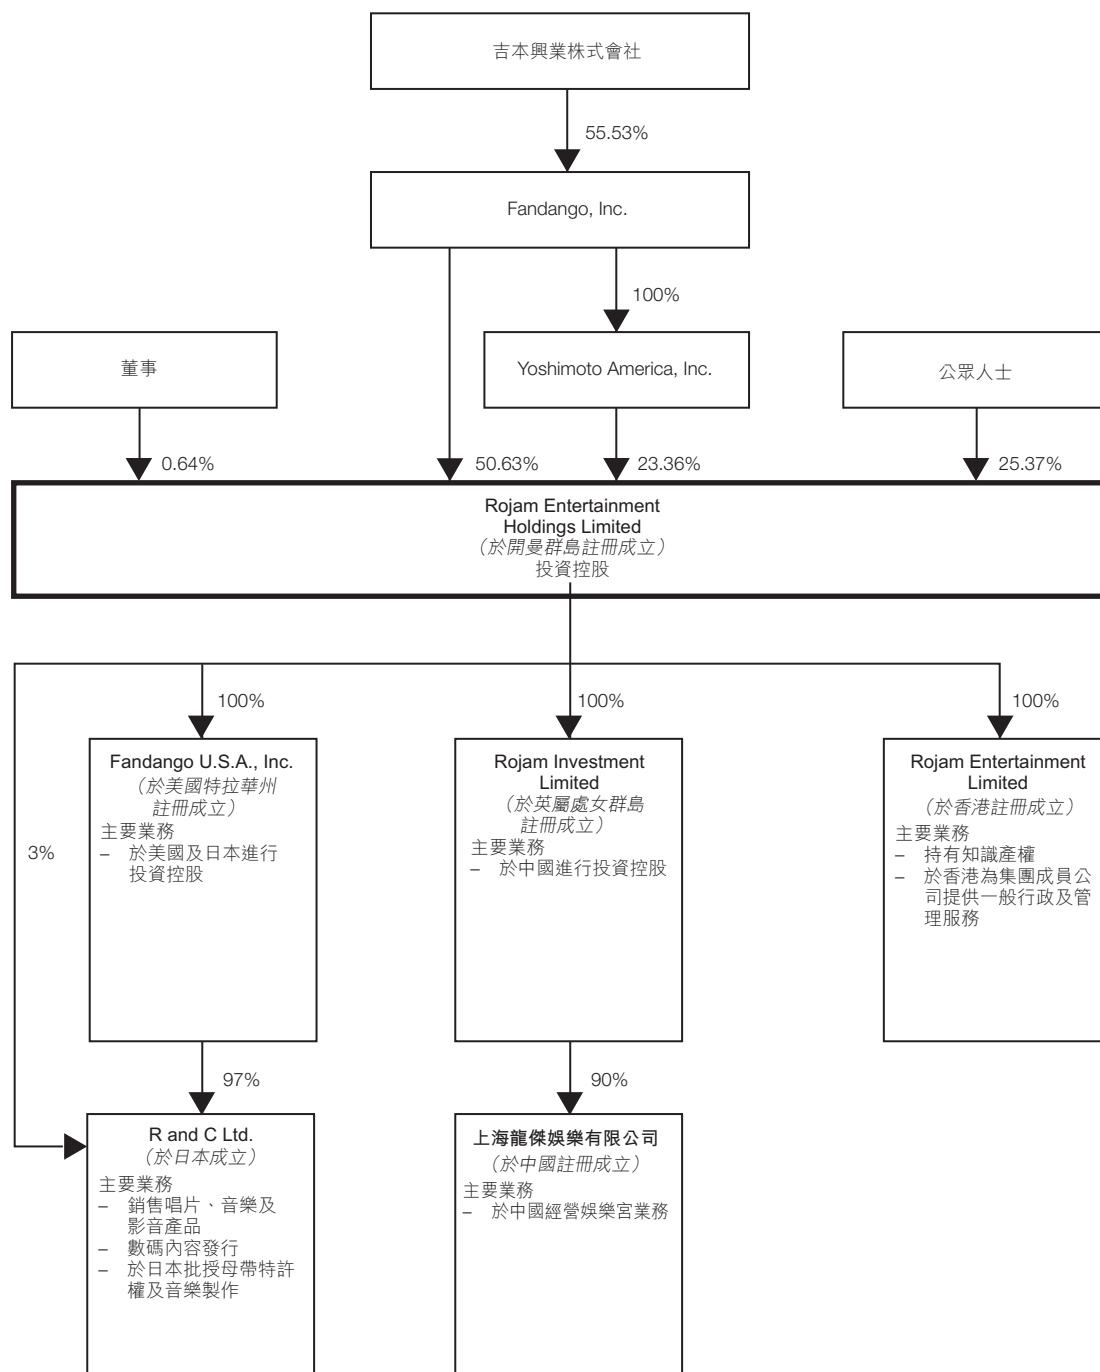 吉本興業株式會社
55.53%
Fandango, Inc.
100%
董事
Yoshimoto America, Inc.
公眾人士
0.64%
50.63%
23.36%
25.37%
Rojam Entertainment
Holdings Limited
（於開曼群島註冊成立）
投資控股
100%
100%
100%
3%
Fandango U.S.A., Inc.
（於美國特拉華州
註冊成立）
主要業務
– 於美國及日本進行
投資控股
Rojam Investment
Limited
（於英屬處女群島
註冊成立）
主要業務
– 於中國進行投資控股
Rojam Entertainment
Limited
（於香港註冊成立）
主要業務
– 持有知識產權
– 於香港為集團成員公
司提供一般行政及管
理服務
97%
90%
R and C Ltd.
（於日本成立）
主要業務
– 銷售唱片、音樂及
影音產品
– 數碼內容發行
– 於日本批授母帶特許
權及音樂製作
上海龍傑娛樂有限公司
（於中國註冊成立）
主要業務
– 於中國經營娛樂宮業務